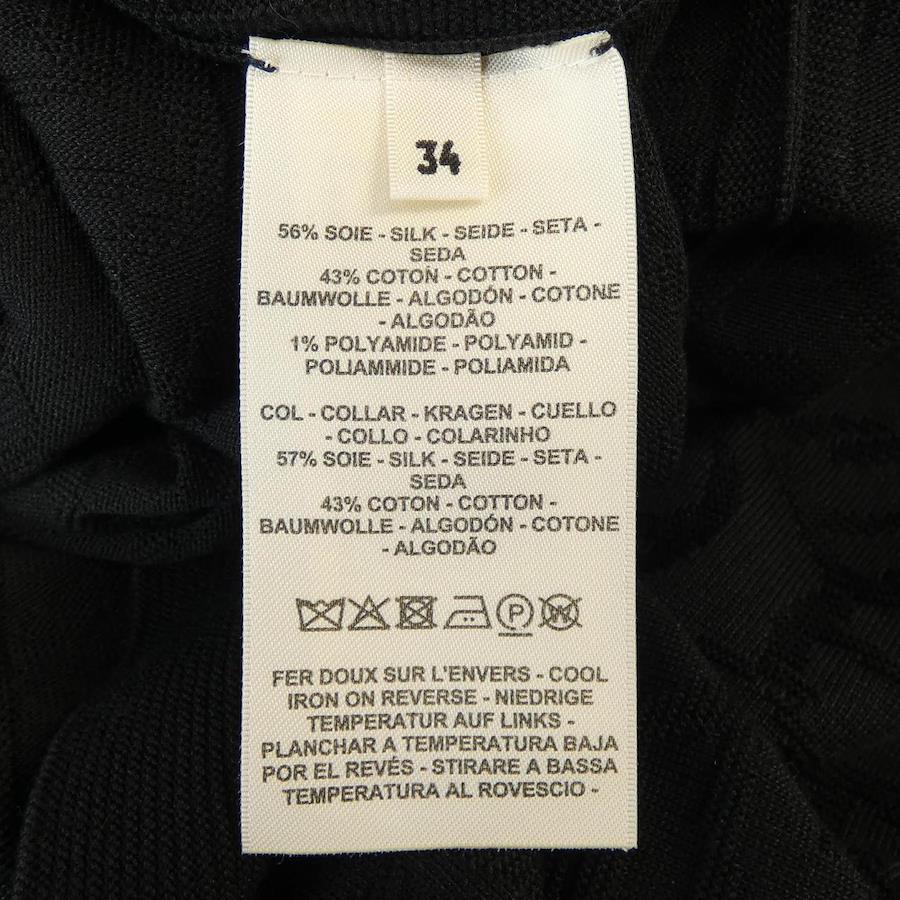 34
56% SOIE - SILK - SEIDE - SETA -
SEDA
43% COTON - COTTON -
BAUMWOLLE - ALGODÓN - COTONE
- ALGODÃO
1% POLYAMIDE - POLYAMID -
POLIAMMIDE - POLIAMIDA
COL - COLLAR - KRAGEN - CUELLO
- COLLO - COLARINHO
57% SOIE - SILK - SEIDE - SETA -
SEDA
43% COTON - COTTON -
BAUMWOLLE - ALGODÓN - COTONE
- ALGODÃO
P W
FER DOUX SUR L'ENVERS - COOL
IRON ON REVERSE - NIEDRIGE
TEMPERATUR AUF LINKS -
PLANCHAR A TEMPERATURA BAJA
POR EL REVÉS - STIRARE A BASSA
TEMPERATURA AL ROVESCIO -